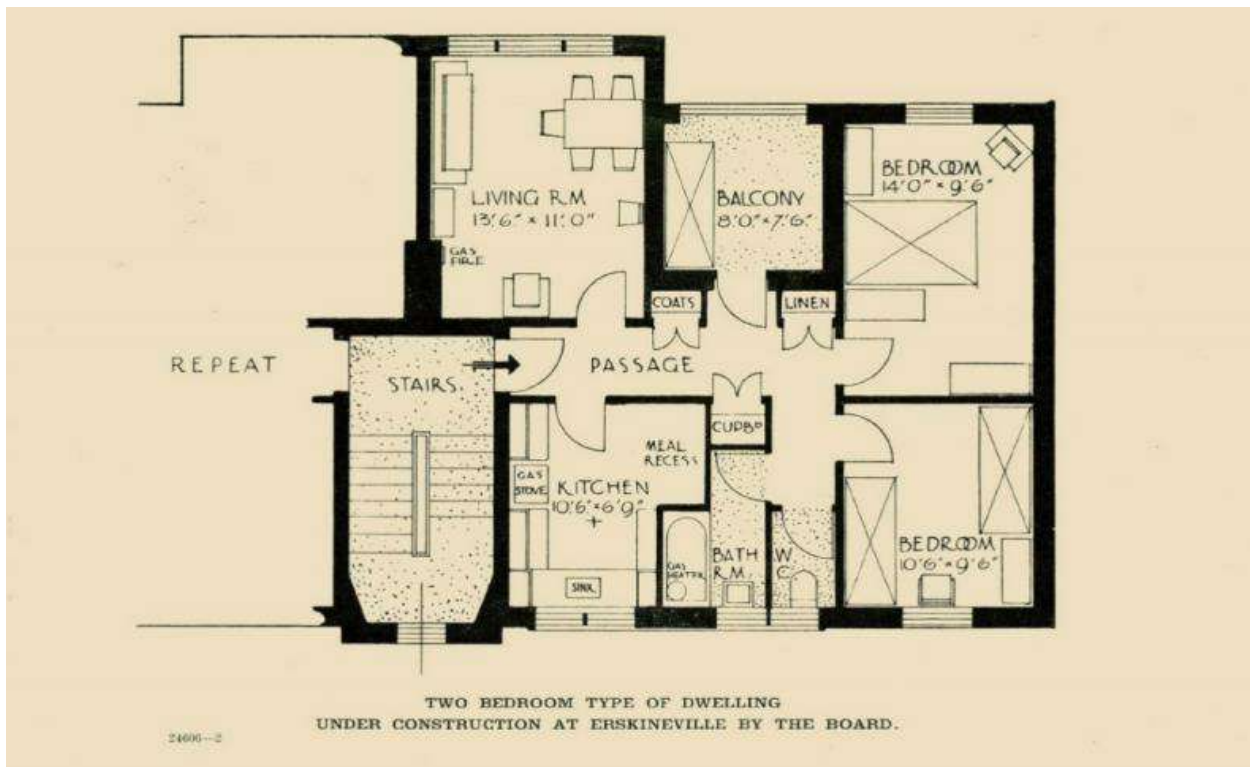 LIVING RM
13'.6" × 11'.0"
GAS
FIRE
BALCONY
8'.0" × 7'.6"
BEDROOM
14'0" × 9'6"
COATS
LINEN
REPEAT
STAIRS.
PASSAGE
CUPBD
MEAL
RECESS
GAS
STOVE
KITCHEN
10'6" × 6'9"
SINK
GAS
HEATER
BATH
RM
W
C
BEDROOM
10'6" × 9'6"
TWO BEDROOM TYPE OF DWELLING
UNDER CONSTRUCTION AT ERSKINEVILLE BY THE BOARD.
24606—2